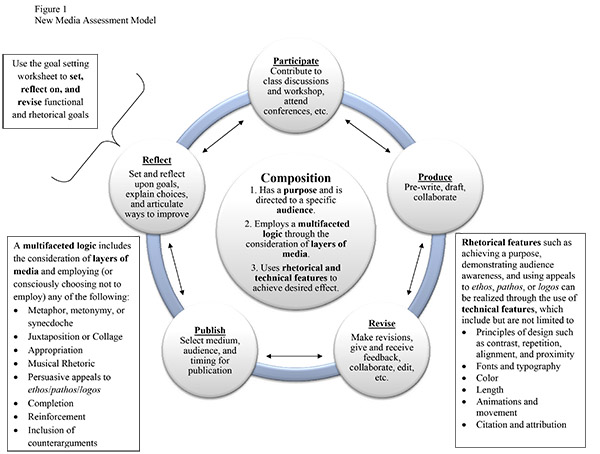 Figure 1
New Media Assessment Model
Use the goal setting
worksheet to set,
reflect on, and
revise functional
and rhetorical goals
Participate
Contribute to
class discussions
and workshop,
attend
conferences, etc.
Reflect
Set and reflect
upon goals,
explain choices,
and articulate
ways to improve
Composition
1. Has a purpose and is
directed to a specific
audience.
2. Employs a multifaceted
logic through the
consideration of layers of
media.
3. Uses rhetorical and
technical features to
achieve desired effect.
Produce
Pre-write, draft,
collaborate
A multifaceted logic includes
the consideration of layers of
media and employing (or
consciously choosing not to
employ) any of the following:
• Metaphor, metonymy, or
synecdoche
• Juxtaposition or Collage
• Appropriation
• Musical Rhetoric
• Persuasive appeals to
ethos/pathos/logos
• Completion
• Reinforcement
• Inclusion of
counterarguments
Publish
Select medium,
audience, and
timing for
publication
Revise
Make revisions,
give and receive
feedback,
collaborate, edit,
etc.
Rhetorical features such as
achieving a purpose,
demonstrating audience
awareness, and using appeals
to ethos, pathos, or logos can
be realized through the use of
technical features, which
include but are not limited to
• Principles of design such
as contrast, repetition,
alignment, and proximity
• Fonts and typography
• Color
• Length
• Animations and
movement
• Citation and attribution